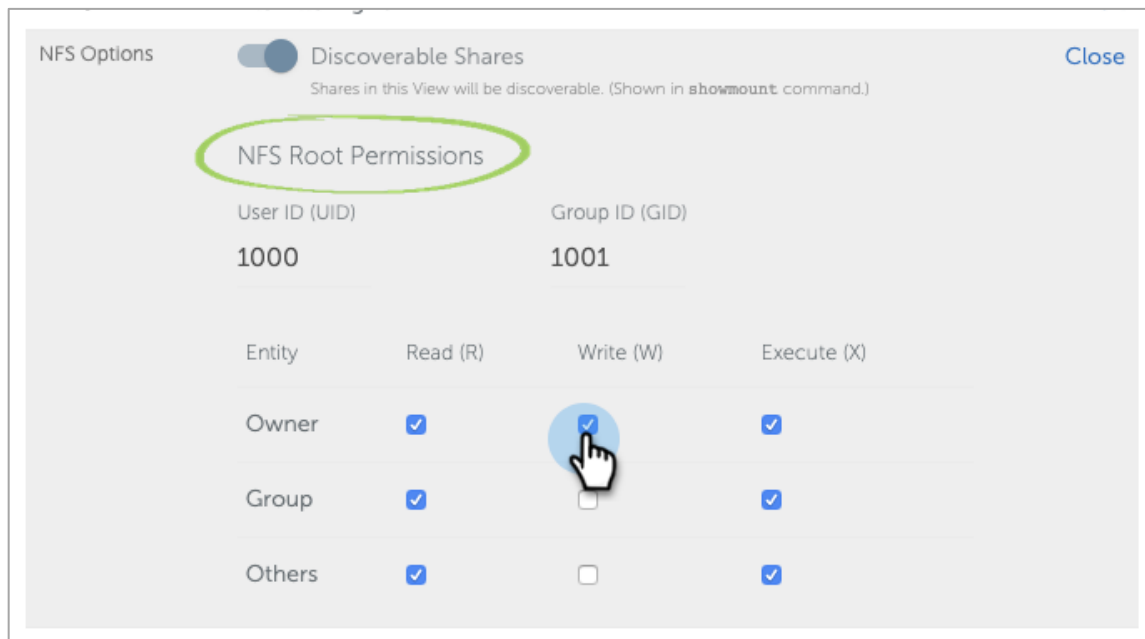 NFS Options
Discoverable Shares
Close
Shares in this View will be discoverable. (Shown in showmount command.)
NFS Root Permissions
User ID (UID)
Group ID (GID)
1000
1001
Entity
Read (R)
Write (W)
Execute (X)
Owner
Group
Others